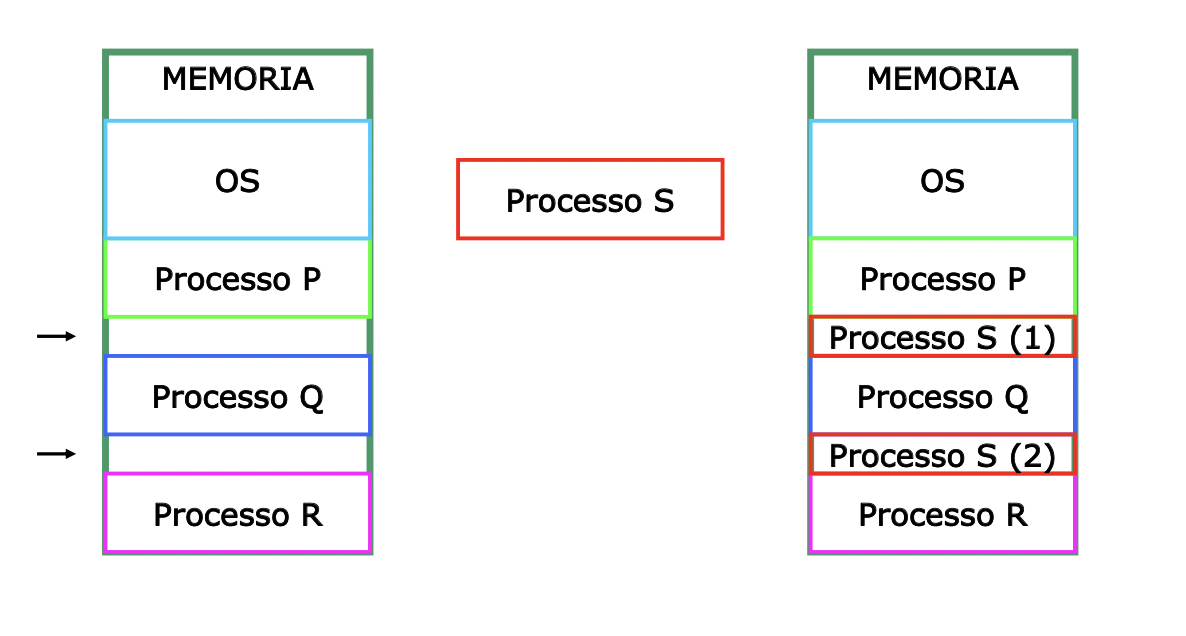 MEMORIA
OS
Processo P
Processo Q
Processo R
Processo S
MEMORIA
OS
Processo P
Processo S (1)
Processo Q
Processo S (2)
Processo R